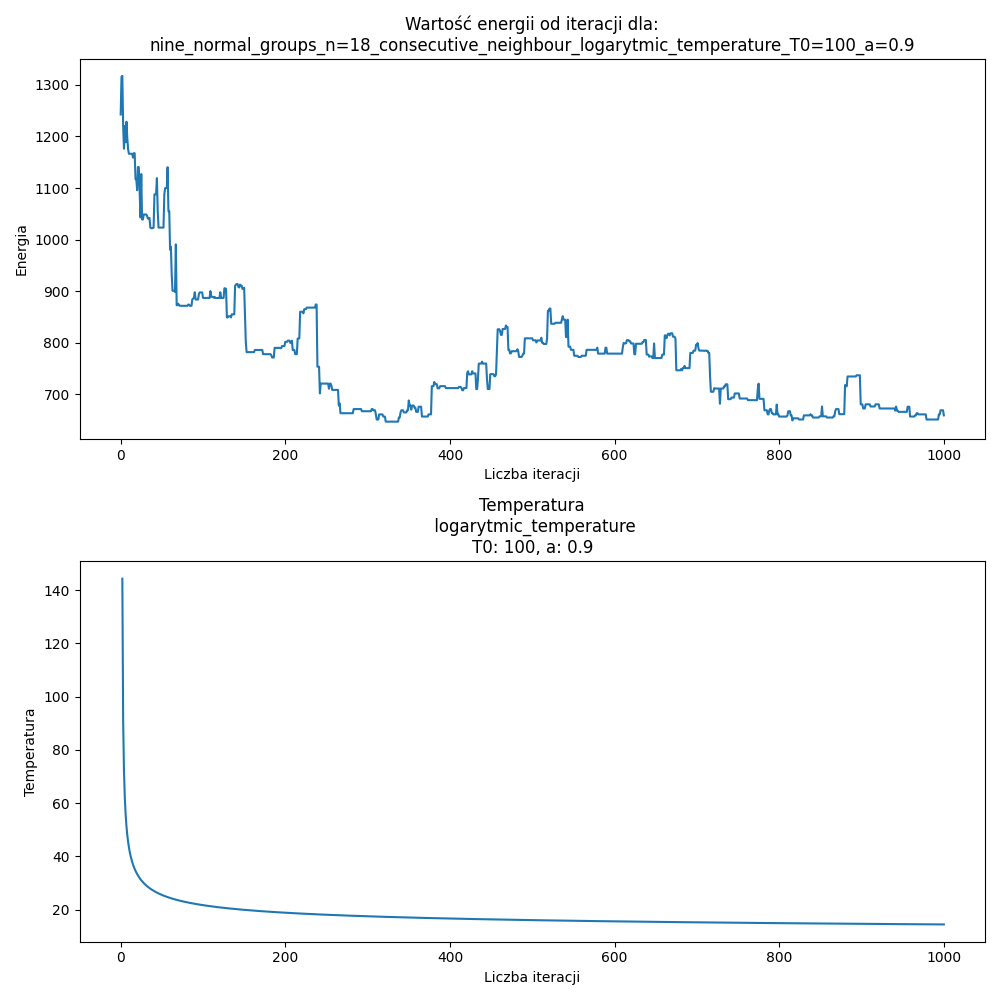 Wartość energii od iteracji dla:
nine_normal_groups_n=18_consecutive_neighbour_logarytmic_temperature_T0=100_a=0.9
1300
1200
1100
1000
900
800
700
Energia
0 200 400 600 800 1000
Liczba iteracji
Temperatura
logarytmic_temperature
T0: 100, a: 0.9
140
120
100
80
60
40
20
Temperatura
0 200 400 600 800 1000
Liczba iteracji